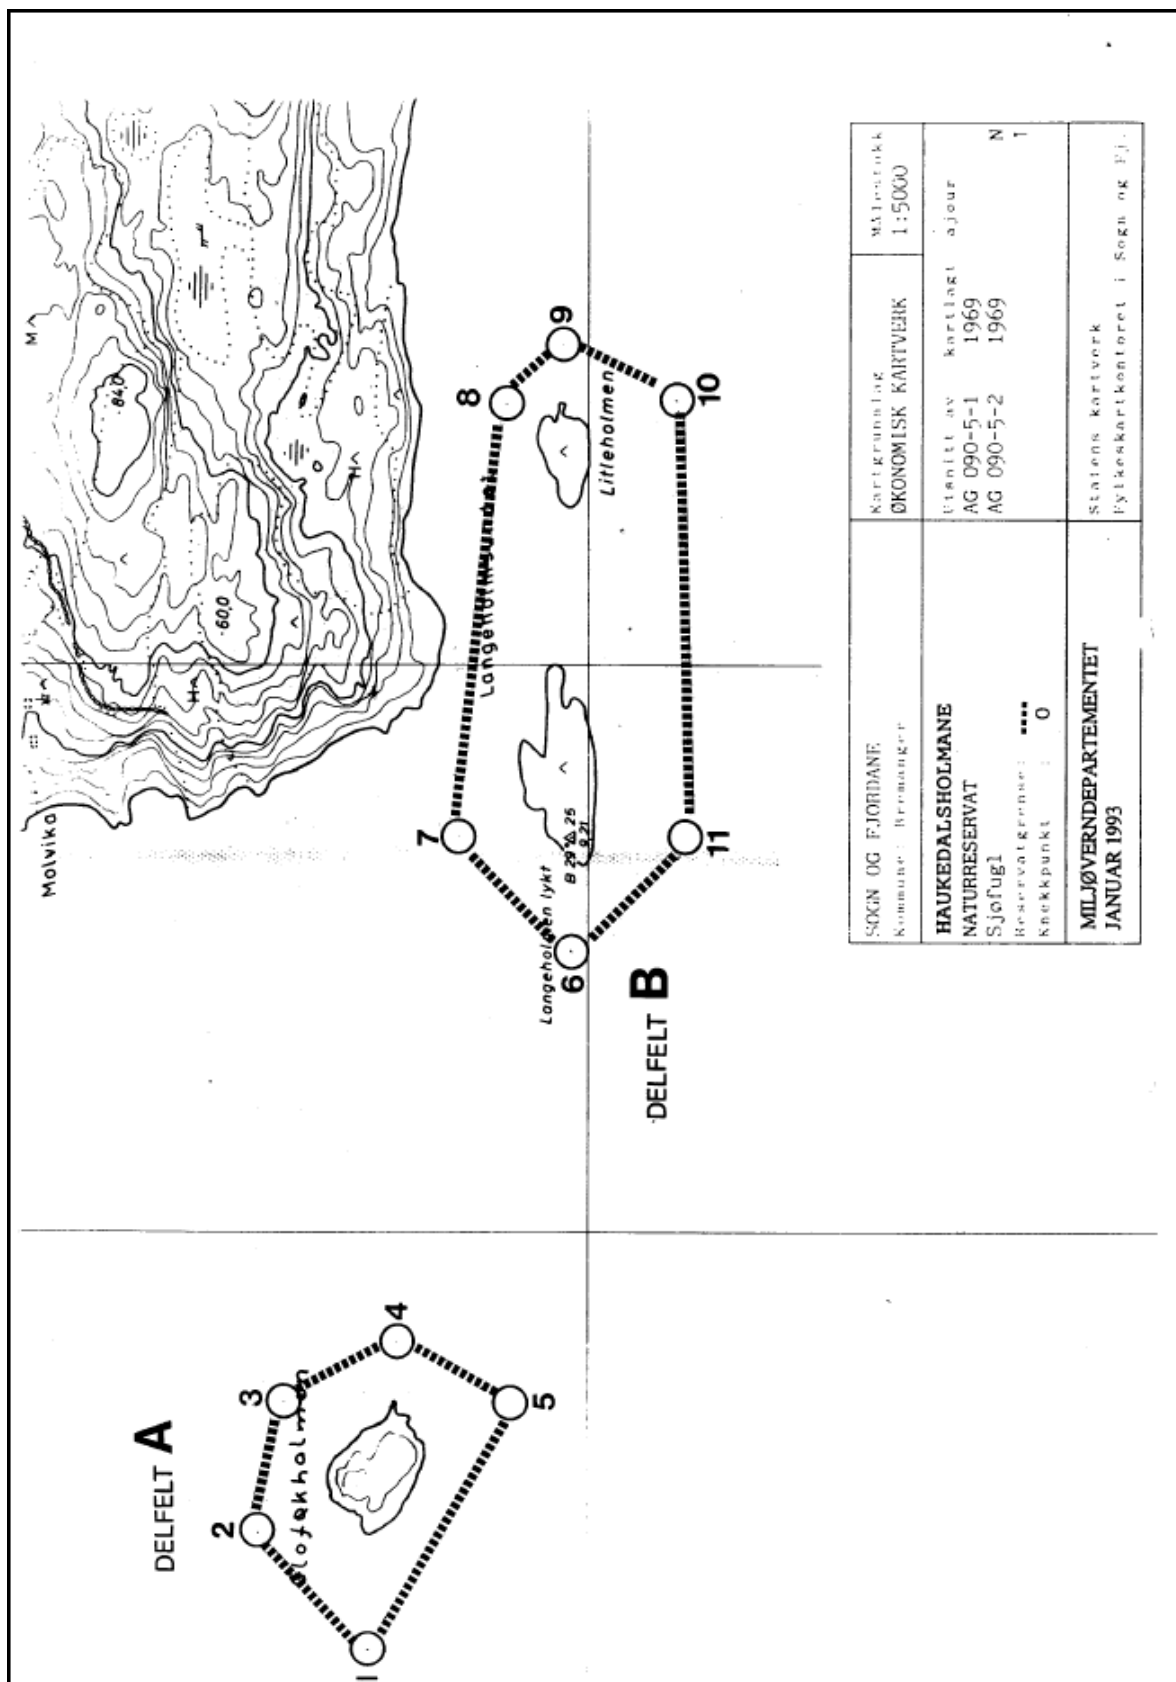 DELFELT A
1
2
3
4
5
DELFELT B
6
7
8
9
10
11
Molvika
Langeholmen lykt
B 29
25
Litleholmen
84,0
60,0
M
H
H
SOGN OG FJORDANE
Kommune: Bremanger
Kartgrunnlag
ØKONOMISK KARTVERK
Målestokk
1:5000
HAUKEDALSHOLMANE
NATURRESERVAT
Sjøfugl
Reservatgrense:
Knekkpunkt : O
Utsnitt av kartlagt ajour
AG 090-5-1 1969
AG 090-5-2 1969
N
MILJØVERNDEPARTEMENTET
JANUAR 1993
Statens kartverk
Fylkeskartkontoret i Sogn og Fj.